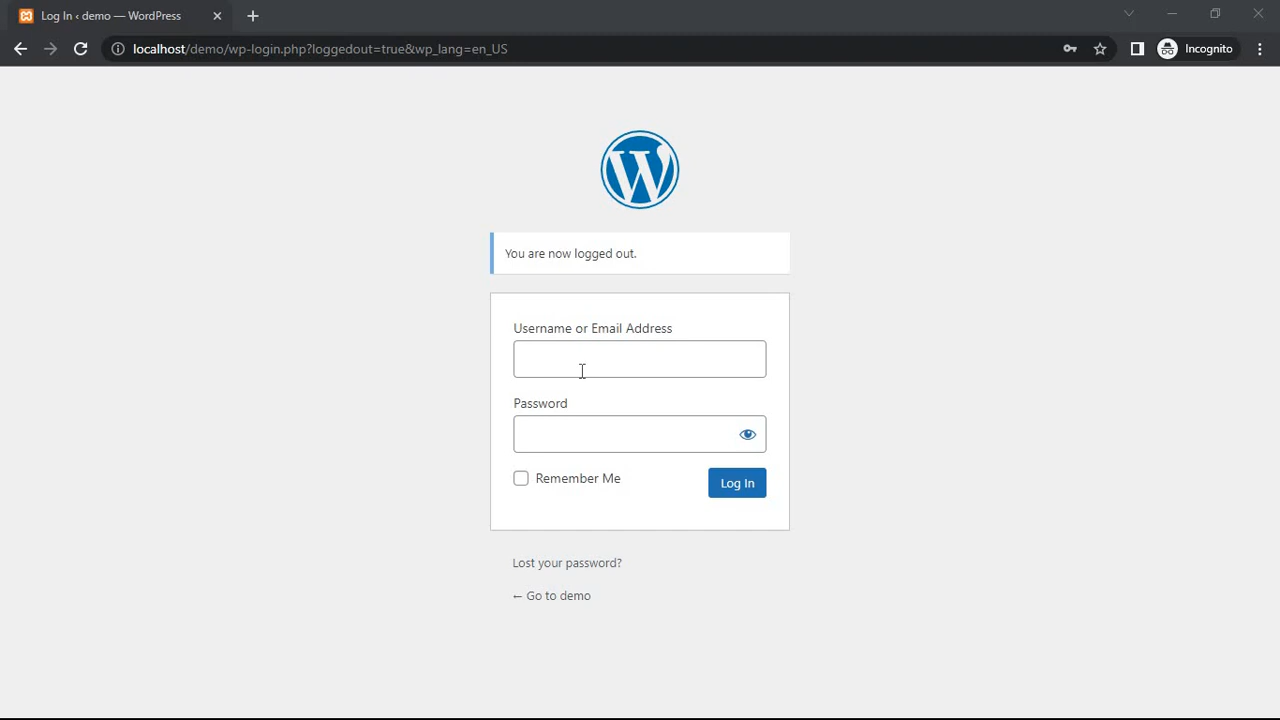 Log In ‹ demo — WordPress
localhost/demo/wp-login.php?loggedout=true&wp_lang=en_US
Incognito
You are now logged out.
Username or Email Address
Password
Remember Me
Log In
Lost your password?
← Go to demo